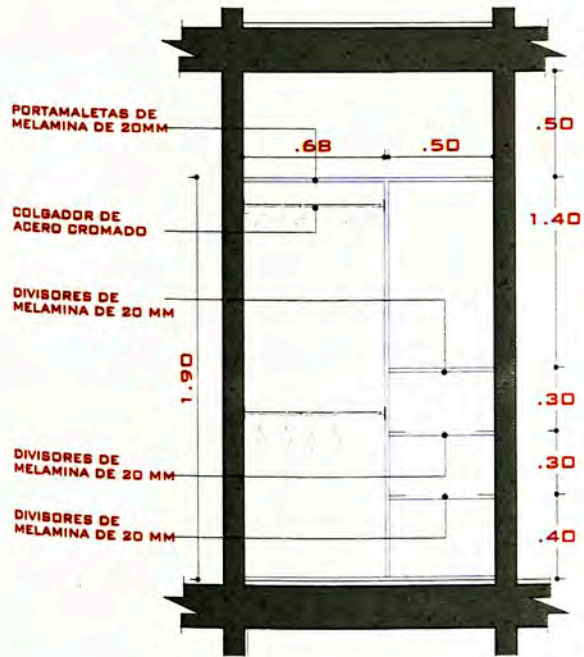 PORTAMALETAS DE
MELAMINA DE 20MM
.68
.50
.50
COLGADOR DE
ACERO CROMADO
1.40
DIVISORES DE
MELAMINA DE 20 MM
1.90
.30
.30
DIVISORES DE
MELAMINA DE 20 MM
DIVISORES DE
MELAMINA DE 20 MM
.40